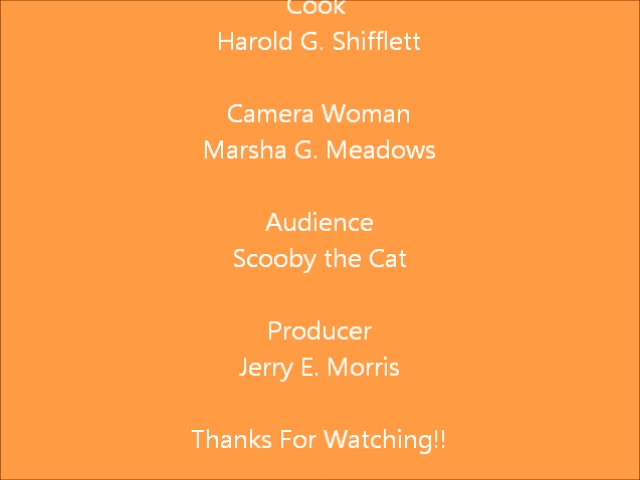 Cook
Harold G. Shifflett
Camera Woman
Marsha G. Meadows
Audience
Scooby the Cat
Producer
Jerry E. Morris
Thanks For Watching!!